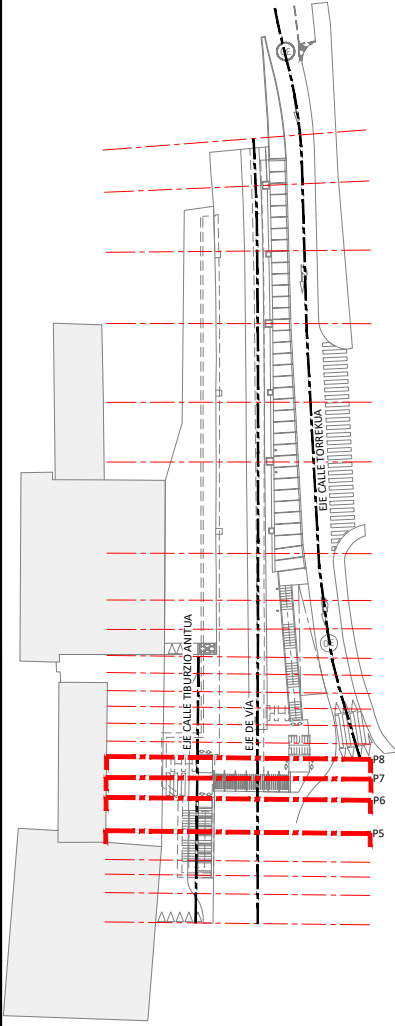 EJE CALLE TORREKUA
EJE CALLE TIBURZIO ANITUA
EJE DE VÍA
P8
P7
P6
P5